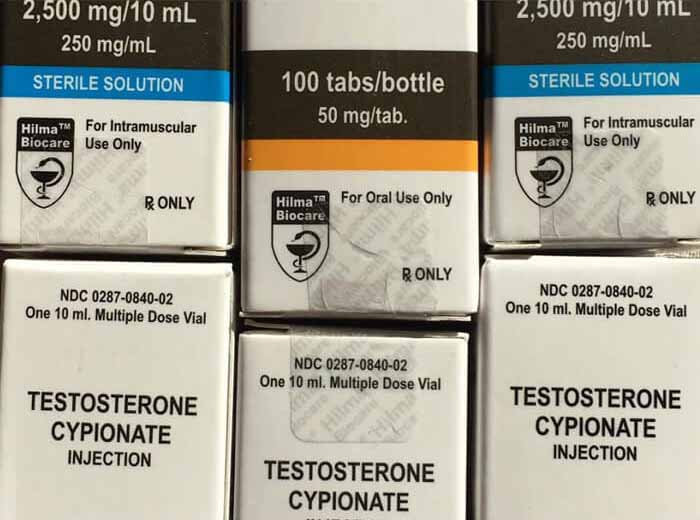 2,500 mg/10 mL
250 mg/mL
STERILE SOLUTION
Hilma™
Biocare
For Intramuscular
Use Only
℞ ONLY
100 tabs/bottle
50 mg/tab.
Hilma™
Biocare
For Oral Use Only
℞ ONLY
2,500 mg/10 mL
250 mg/mL
STERILE SOLUTION
Hilma™
Biocare
For Intramuscular
Use Only
℞ ONLY
NDC 0287-0840-02
One 10 ml. Multiple Dose Vial
TESTOSTERONE
CYPIONATE
INJECTION
NDC 0287-0840-02
One 10 ml. Multiple Dose Vial
Hilma
Biocare
TESTOSTERONE
CYPIONATE
NDC 0287-0840-02
One 10 ml. Multiple Dose Vial
TESTOSTERONE
CYPIONATE
INJECTION